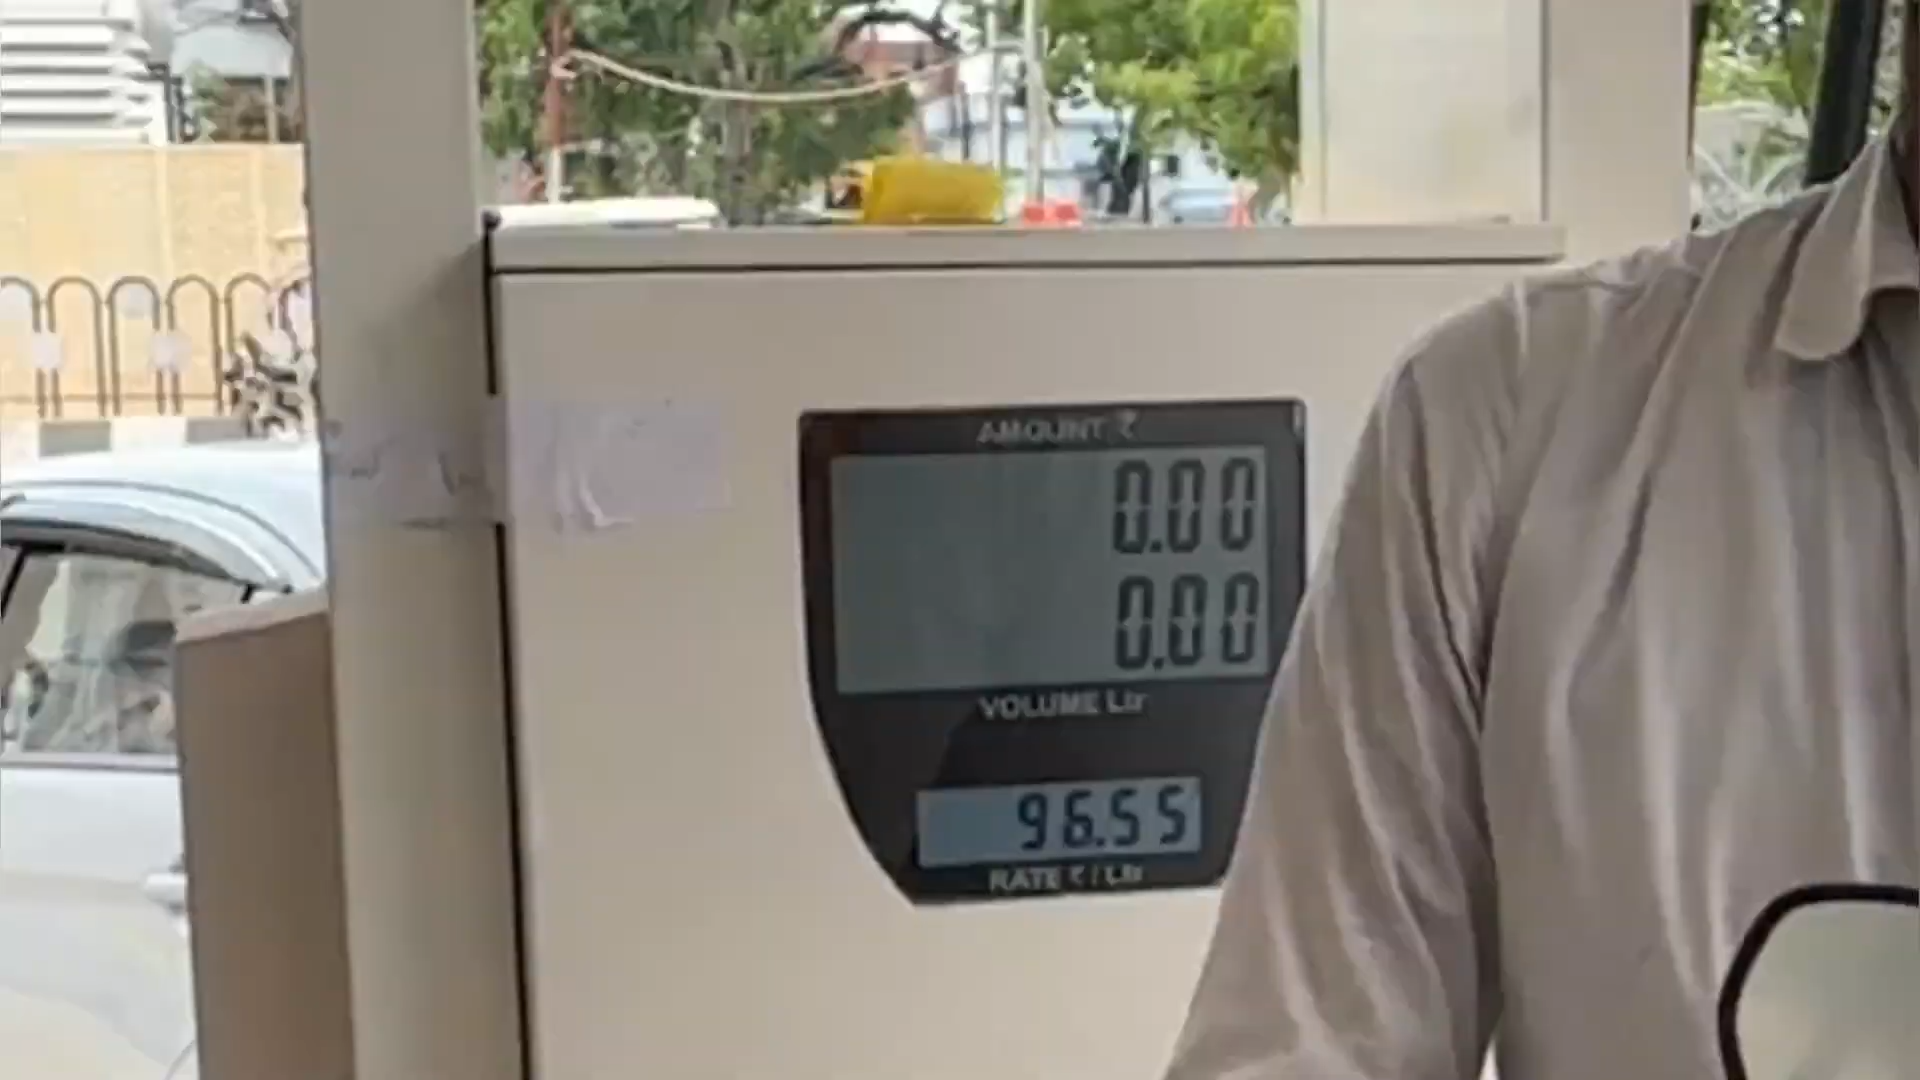 AMOUNT ₹
0.00
0.00
VOLUME Ltr
96.55
RATE ₹ / Ltr